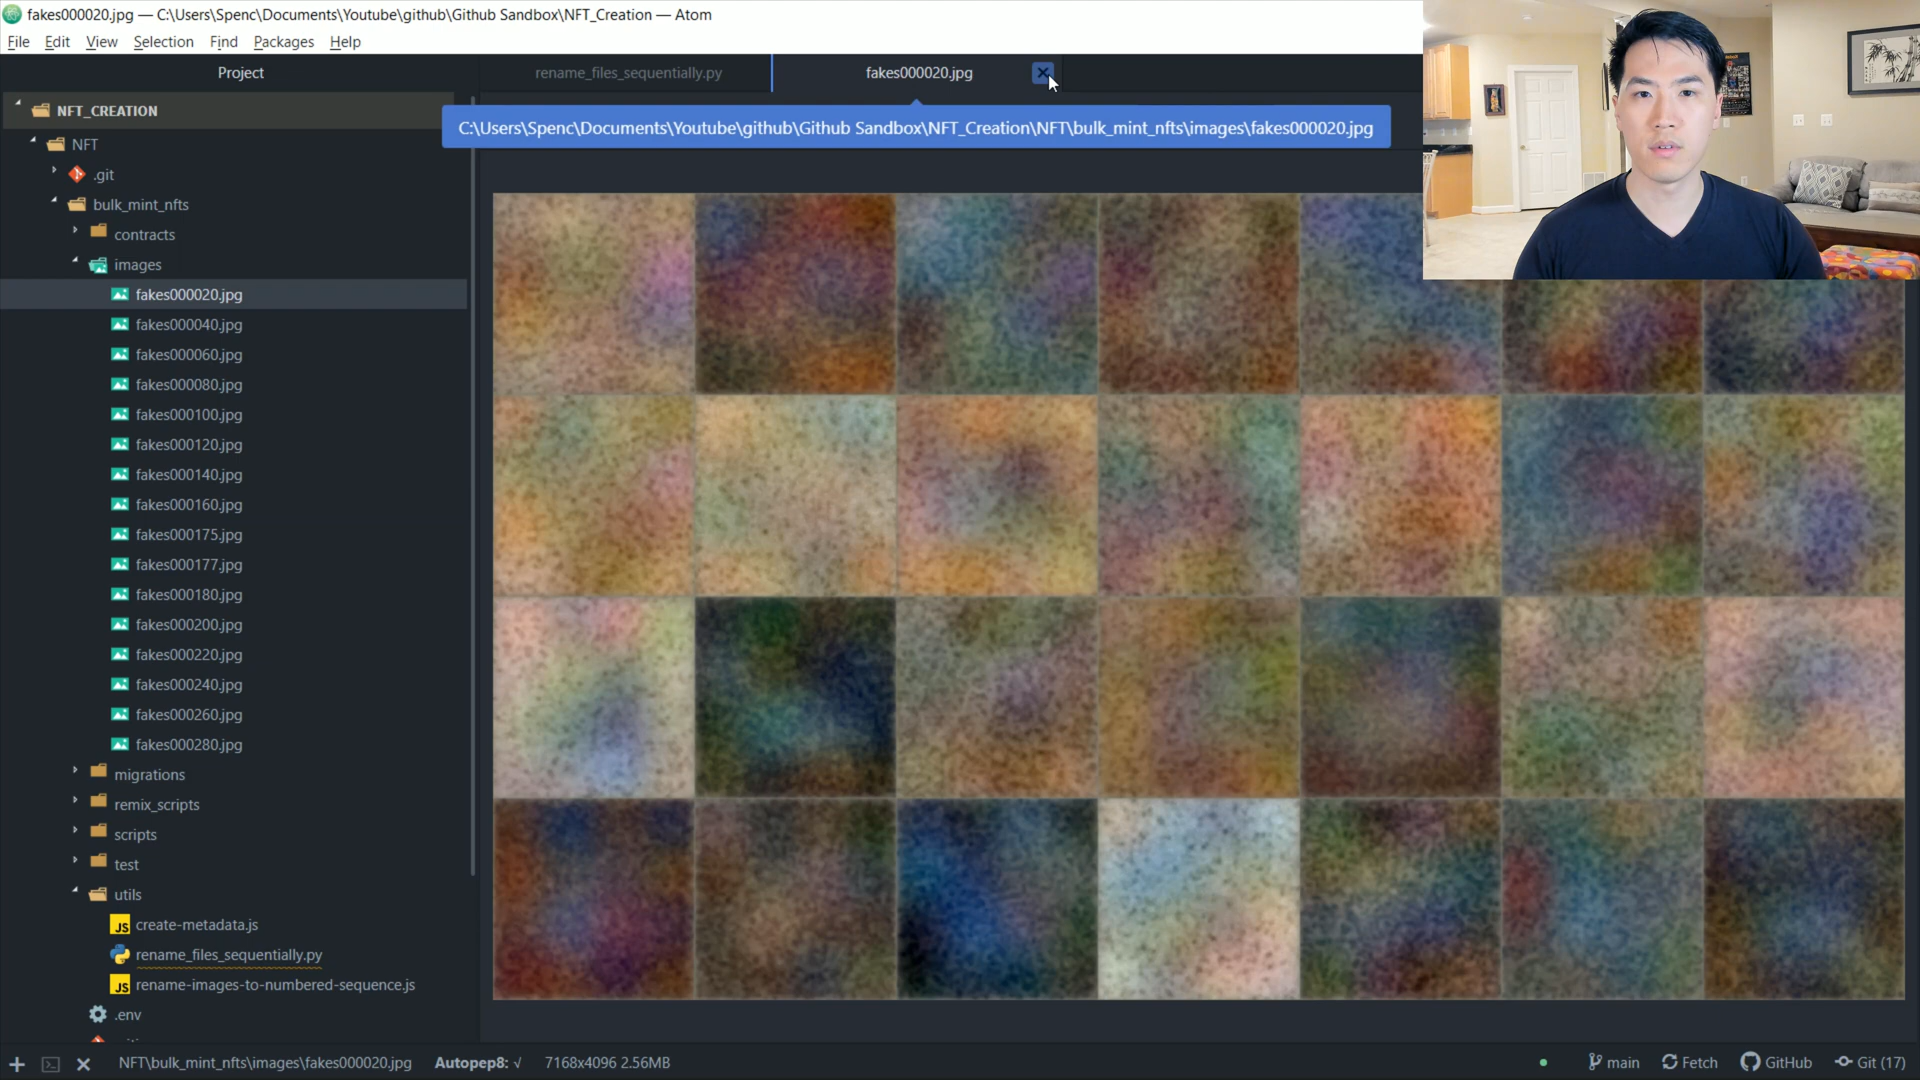 fakes000020.jpg — C:\Users\Spenc\Documents\Youtube\github\Github Sandbox\NFT_Creation — Atom
File Edit View Selection Find Packages Help
Project
rename_files_sequentially.py
fakes000020.jpg
C:\Users\Spenc\Documents\Youtube\github\Github Sandbox\NFT_Creation\NFT\bulk_mint_nfts\images\fakes000020.jpg
NFT_CREATION
NFT
.git
bulk_mint_nfts
contracts
images
fakes000020.jpg
fakes000040.jpg
fakes000060.jpg
fakes000080.jpg
fakes000100.jpg
fakes000120.jpg
fakes000140.jpg
fakes000160.jpg
fakes000175.jpg
fakes000177.jpg
fakes000180.jpg
fakes000200.jpg
fakes000220.jpg
fakes000240.jpg
fakes000260.jpg
fakes000280.jpg
migrations
remix_scripts
scripts
test
utils
JS create-metadata.js
rename_files_sequentially.py
JS rename-images-to-numbered-sequence.js
.env
NFT\bulk_mint_nfts\images\fakes000020.jpg Autopep8: √ 7168x4096 2.56MB main Fetch GitHub Git (17)